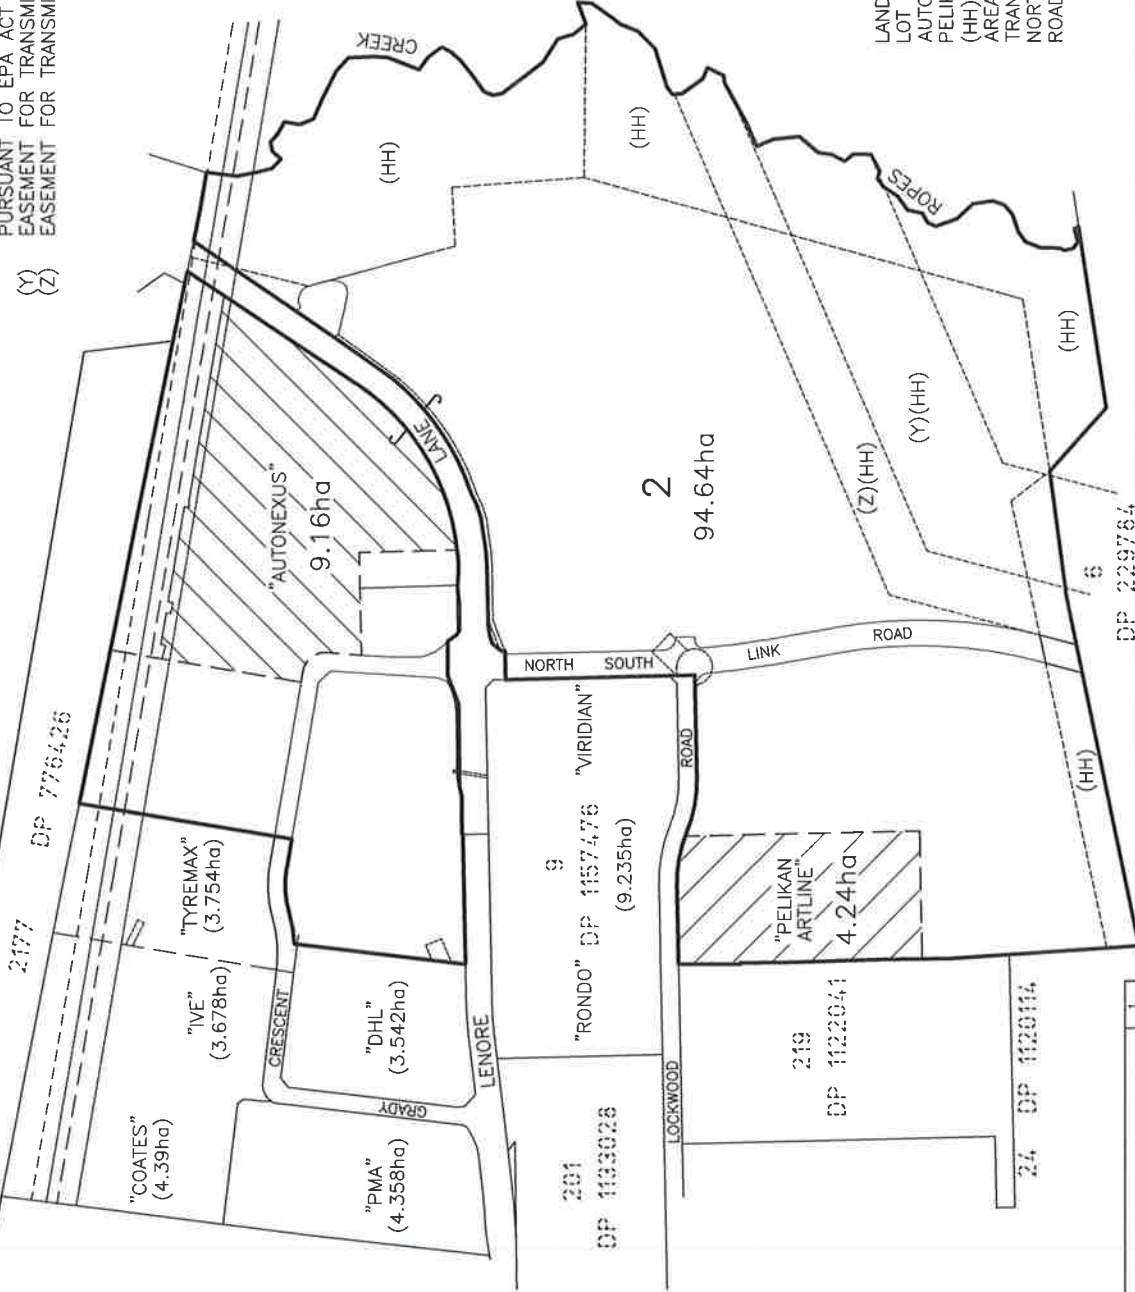 PURSUANT TO EPA ACT
(Y) EASEMENT FOR TRANSMI
(Z) EASEMENT FOR TRANSMI
LAND
LOT
AUTO
PELIK
(HH)
AREA
TRAN
NORT
ROAD
CREEK
(HH)
(HH)
ROPES
(HH)
2177
DP 776426
"AUTONEXUS"
9.16ha
LANE
2
94.64ha
(Z)(HH)
(Y)(HH)
6
DP 229784
NORTH SOUTH
LINK
ROAD
"TYREMAX"
(3.754ha)
"IVE"
(3.678ha)
CRESCENT
"DHL"
(3.542ha)
GRADY
"COATES"
(4.39ha)
"PMA"
(4.358ha)
LENORE
"RONDO" DP 1157476 "VIRIDIAN"
9
(9.235ha)
ROAD
LOCKWOOD
"PELIKAN
ARTLINE"
4.24ha
(HH)
201
DP 1133028
219
DP 1122041
24 DP 1120114